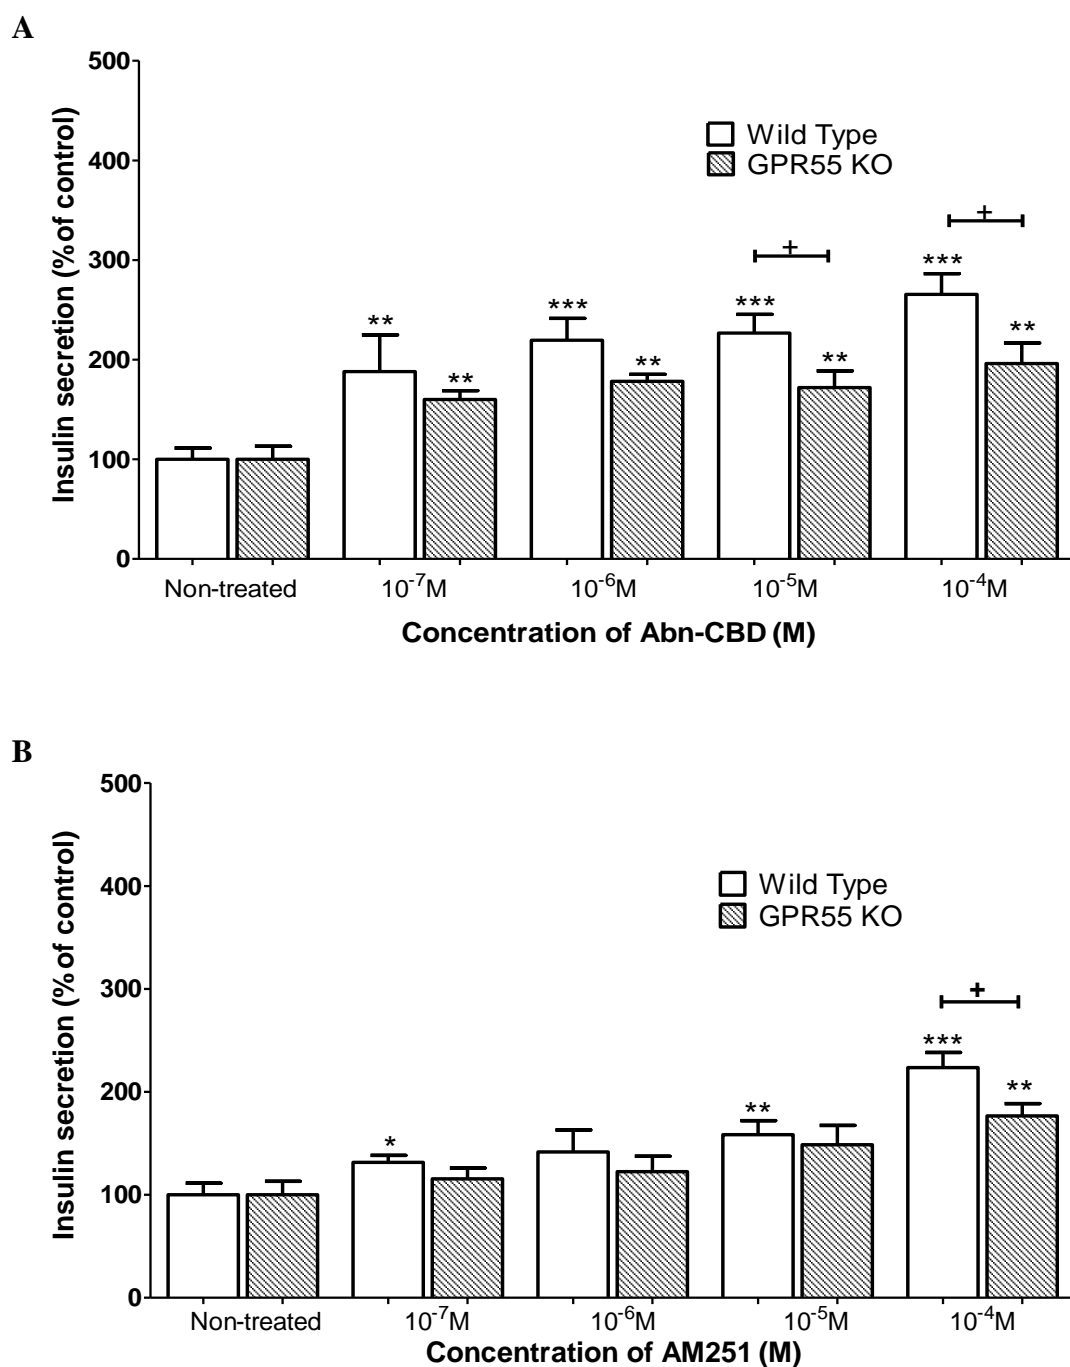 A
500
400
300
200
100
0
Insulin secretion (% of control)
Wild Type
GPR55 KO
+
+
**
**
***
**
***
**
***
**
Non-treated
10⁻⁷M
10⁻⁶M
10⁻⁵M
10⁻⁴M
Concentration of Abn-CBD (M)
B
500
400
300
200
100
0
Insulin secretion (% of control)
Wild Type
GPR55 KO
+
*
**
***
**
Non-treated
10⁻⁷M
10⁻⁶M
10⁻⁵M
10⁻⁴M
Concentration of AM251 (M)